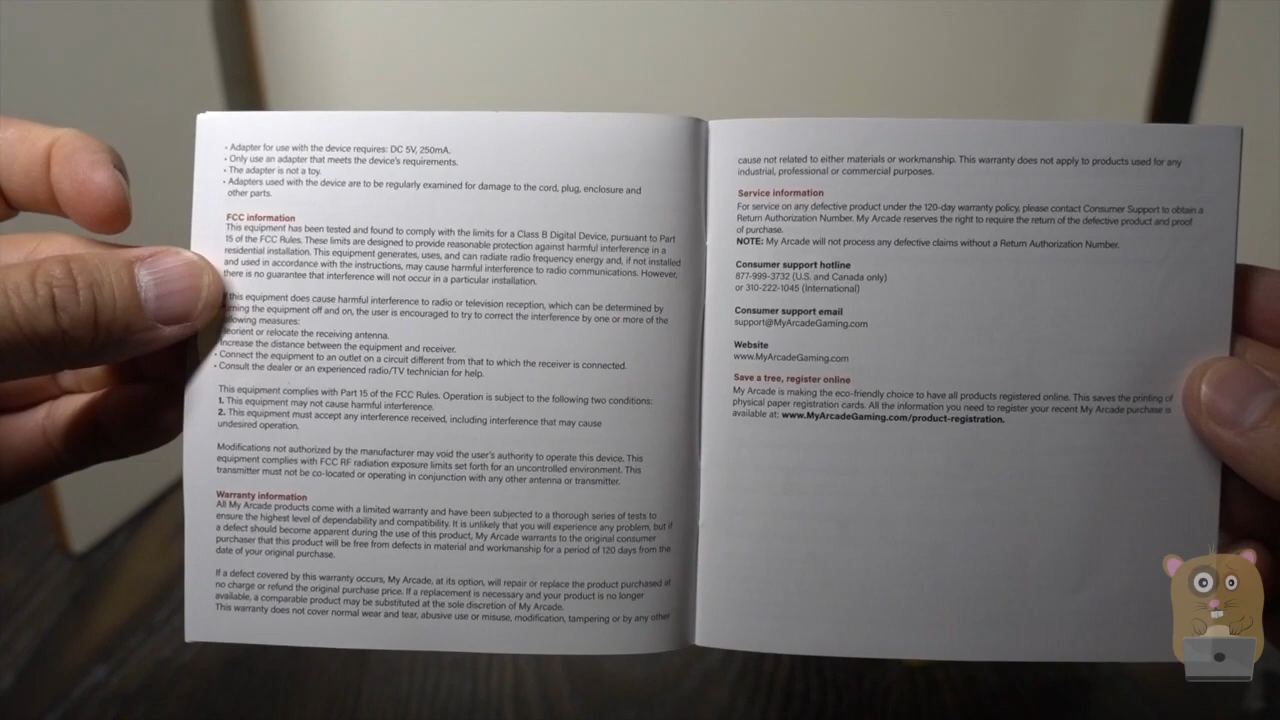 • Adapter for use with the device requires: DC 5V, 250mA.
• Only use an adapter that meets the device's requirements.
• The adapter is not a toy.
• Adapters used with the device are to be regularly examined for damage to the cord, plug, enclosure and
other parts.
FCC information
This equipment has been tested and found to comply with the limits for a Class B Digital Device, pursuant to Part
15 of the FCC Rules. These limits are designed to provide reasonable protection against harmful interference in a
residential installation. This equipment generates, uses, and can radiate radio frequency energy and, if not installed
and used in accordance with the instructions, may cause harmful interference to radio communications. However,
there is no guarantee that interference will not occur in a particular installation.
If this equipment does cause harmful interference to radio or television reception, which can be determined by
the equipment off and on, the user is encouraged to try to correct the interference by one or more of the
measures:
or relocate the receiving antenna.
Increase the distance between the equipment and receiver.
• Connect the equipment to an outlet on a circuit different from that to which the receiver is connected.
• Consult the dealer or an experienced radio/TV technician for help.
This equipment complies with Part 15 of the FCC Rules. Operation is subject to the following two conditions:
1. This equipment may not cause harmful interference.
2. This equipment must accept any interference received, including interference that may cause
undesired operation.
Modifications not authorized by the manufacturer may void the user's authority to operate this device. This
equipment complies with FCC RF radiation exposure limits set forth for an uncontrolled environment. This
transmitter must not be co-located or operating in conjunction with any other antenna or transmitter.
Warranty information
All My Arcade products come with a limited warranty and have been subjected to a thorough series of tests to
ensure the highest level of dependability and compatibility. It is unlikely that you will experience any problem, but if
a defect should become apparent during the use of this product, My Arcade warrants to the original consumer
purchaser that this product will be free from defects in material and workmanship for a period of 120 days from the
date of your original purchase.
If a defect covered by this warranty occurs, My Arcade, at its option, will repair or replace the product purchased at
no charge or refund the original purchase price. If a replacement is necessary and your product is no longer
available, a comparable product may be substituted at the sole discretion of My Arcade.
This warranty does not cover normal wear and tear, abusive use or misuse, modification, tampering or by any other
cause not related to either materials or workmanship. This warranty does not apply to products used for any
industrial, professional or commercial purposes.
Service information
For service on any defective product under the 120-day warranty policy, please contact Consumer Support to obtain a
Return Authorization Number. My Arcade reserves the right to require the return of the defective product and proof
of purchase.
NOTE: My Arcade will not process any defective claims without a Return Authorization Number.
Consumer support hotline
877-999-3732 (U.S. and Canada only)
or 310-222-1045 (International)
Consumer support email
support@MyArcadeGaming.com
Website
www.MyArcadeGaming.com
Save a tree, register online
My Arcade is making the eco-friendly choice to have all products registered online. This saves the printing of
physical paper registration cards. All the information you need to register your recent My Arcade purchase is
available at: www.MyArcadeGaming.com/product-registration.